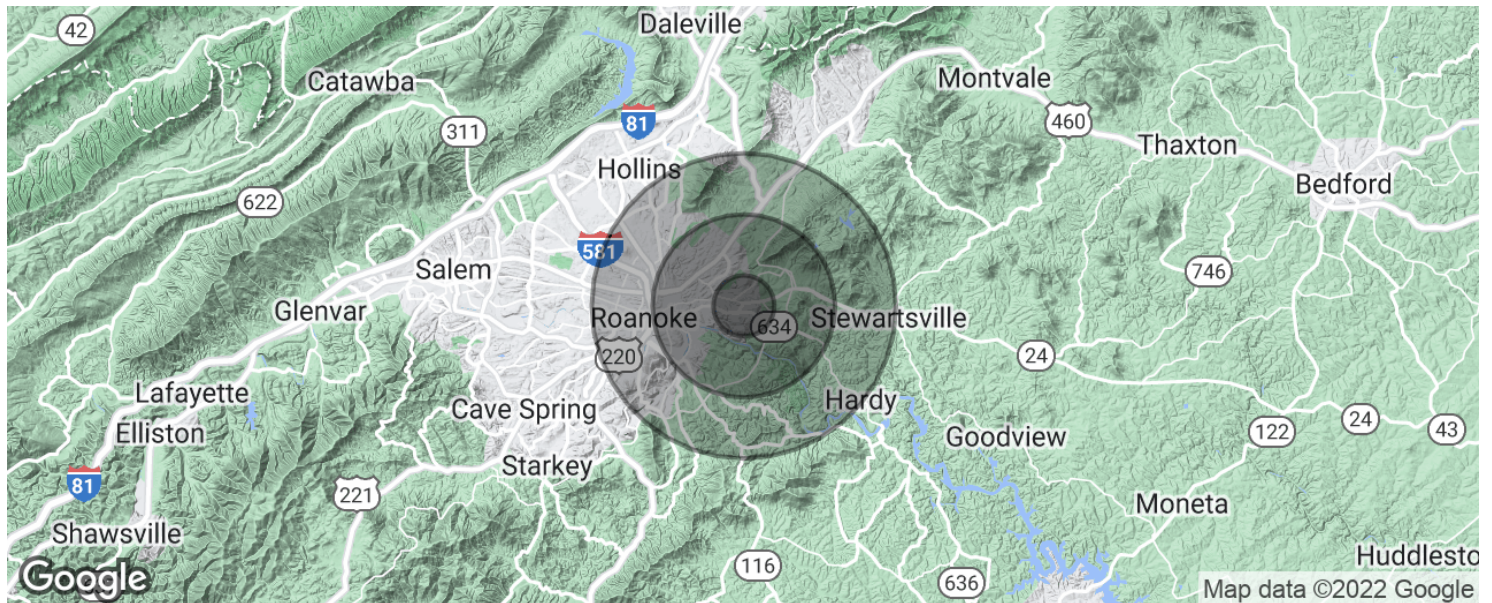 Daleville
42
Catawba
Montvale
81
460
311
Thaxton
Hollins
Bedford
622
581
Salem
746
Glenvar
Roanoke
634
Stewartsville
220
24
Lafayette
Hardy
Cave Spring
Elliston
Goodview
122
24
43
Starkey
81
221
Moneta
Shawsville
Huddlesto
116
636
Google
Map data ©2022 Google